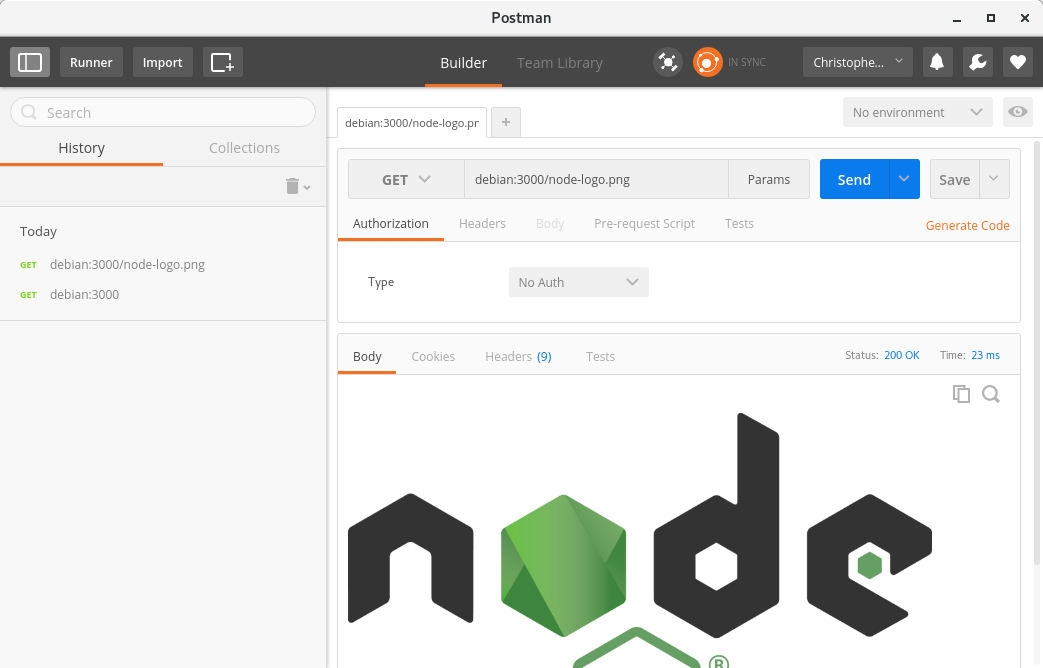 Postman
Runner
Import
Builder
Team Library
IN SYNC
Christophe...
Search
History
Collections
Today
GET debian:3000/node-logo.png
GET debian:3000
debian:3000/node-logo.pr
+
No environment
GET
debian:3000/node-logo.png
Params
Send
Save
Authorization
Headers
Body
Pre-request Script
Tests
Generate Code
Type
No Auth
Body
Cookies
Headers (9)
Tests
Status: 200 OK
Time: 23 ms
node
®